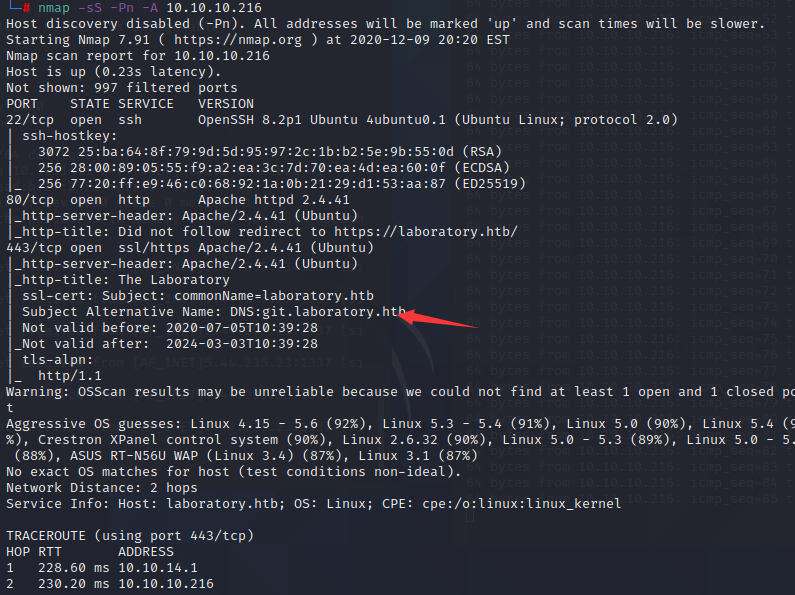 # nmap -sS -Pn -A 10.10.10.216
Host discovery disabled (-Pn). All addresses will be marked 'up' and scan times will be slower.
Starting Nmap 7.91 ( https://nmap.org ) at 2020-12-09 20:20 EST
Nmap scan report for 10.10.10.216
Host is up (0.23s latency).
Not shown: 997 filtered ports
PORT    STATE SERVICE   VERSION
22/tcp  open  ssh       OpenSSH 8.2p1 Ubuntu 4ubuntu0.1 (Ubuntu Linux; protocol 2.0)
| ssh-hostkey:
|   3072 25:ba:64:8f:79:9d:5d:95:97:2c:1b:b2:5e:9b:55:0d (RSA)
|   256 28:00:89:05:55:f9:a2:ea:3c:7d:70:ea:4d:ea:60:0f (ECDSA)
|_  256 77:20:ff:e9:46:c0:68:92:1a:0b:21:29:d1:53:aa:87 (ED25519)
80/tcp  open  http      Apache httpd 2.4.41
|_http-server-header: Apache/2.4.41 (Ubuntu)
|_http-title: Did not follow redirect to https://laboratory.htb/
443/tcp open  ssl/https Apache/2.4.41 (Ubuntu)
|_http-server-header: Apache/2.4.41 (Ubuntu)
|_http-title: The Laboratory
| ssl-cert: Subject: commonName=laboratory.htb
| Subject Alternative Name: DNS:git.laboratory.htb
| Not valid before: 2020-07-05T10:39:28
|_Not valid after:  2024-03-03T10:39:28
| tls-alpn:
|_  http/1.1
Warning: OSScan results may be unreliable because we could not find at least 1 open and 1 closed po
t
Aggressive OS guesses: Linux 4.15 - 5.6 (92%), Linux 5.3 - 5.4 (91%), Linux 5.0 (90%), Linux 5.4 (9
%), Crestron XPanel control system (90%), Linux 2.6.32 (90%), Linux 5.0 - 5.3 (89%), Linux 5.0 - 5.
(88%), ASUS RT-N56U WAP (Linux 3.4) (87%), Linux 3.1 (87%)
No exact OS matches for host (test conditions non-ideal).
Network Distance: 2 hops
Service Info: Host: laboratory.htb; OS: Linux; CPE: cpe:/o:linux:linux_kernel
TRACEROUTE (using port 443/tcp)
HOP RTT       ADDRESS
1   228.60 ms 10.10.14.1
2   230.20 ms 10.10.10.216